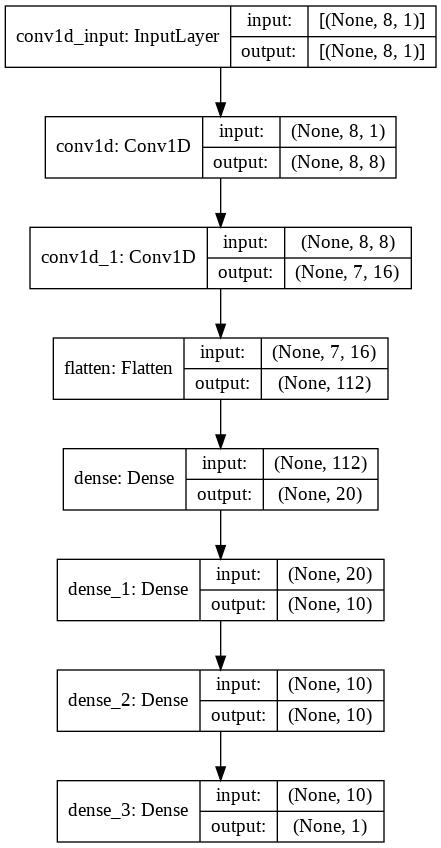 conv1d_input: InputLayer
input: [(None, 8, 1)]
output: [(None, 8, 1)]
conv1d: Conv1D
input: (None, 8, 1)
output: (None, 8, 8)
conv1d_1: Conv1D
input: (None, 8, 8)
output: (None, 7, 16)
flatten: Flatten
input: (None, 7, 16)
output: (None, 112)
dense: Dense
input: (None, 112)
output: (None, 20)
dense_1: Dense
input: (None, 20)
output: (None, 10)
dense_2: Dense
input: (None, 10)
output: (None, 10)
dense_3: Dense
input: (None, 10)
output: (None, 1)